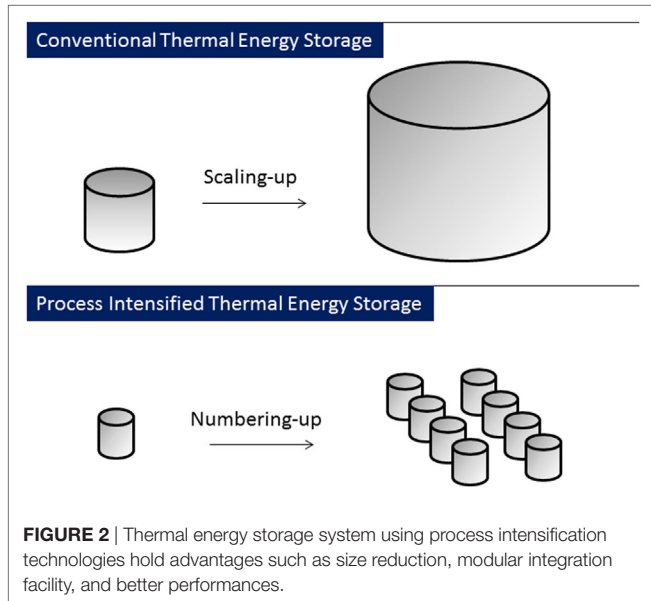 Conventional Thermal Energy Storage
Scaling-up
Process Intensified Thermal Energy Storage
Numbering-up
FIGURE 2 | Thermal energy storage system using process intensification
technologies hold advantages such as size reduction, modular integration
facility, and better performances.